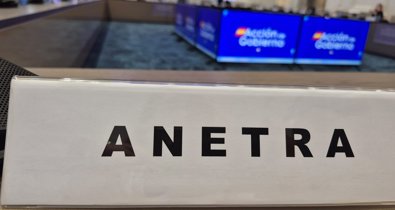 Acción de
Gobierno
Acción de
Gobierno
ANETRA